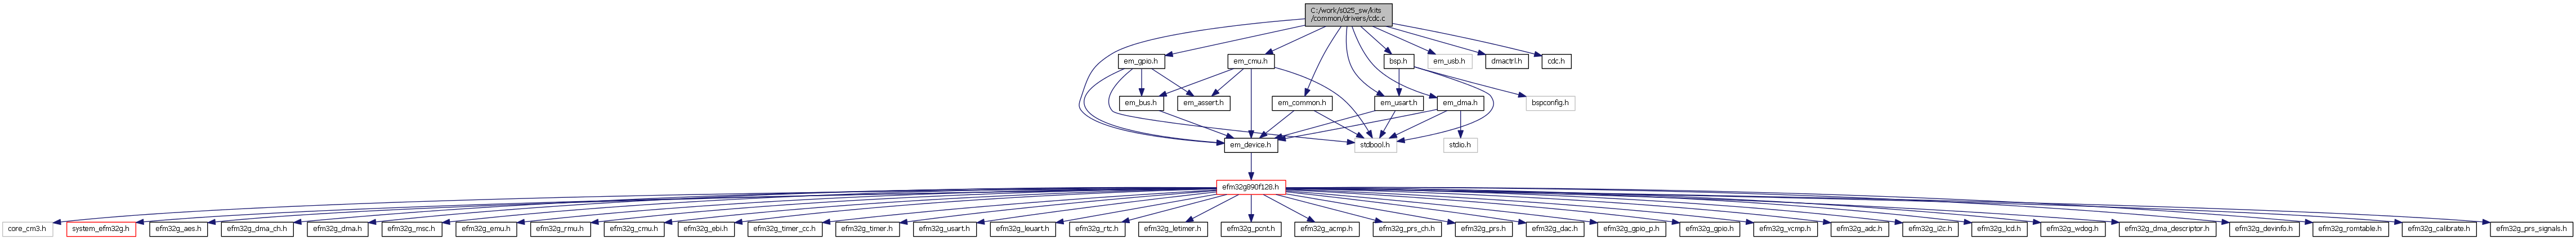 C:/work/s025_sw/kits
/common/drivers/cdc.c
em_gpio.h
em_cmu.h
bsp.h
em_usb.h
dmactrl.h
cdc.h
em_bus.h
em_assert.h
em_common.h
em_usart.h
em_dma.h
bspconfig.h
em_device.h
stdbool.h
stdio.h
efm32g890f128.h
core_cm3.h
system_efm32g.h
efm32g_aes.h
efm32g_dma_ch.h
efm32g_dma.h
efm32g_msc.h
efm32g_emu.h
efm32g_rmu.h
efm32g_cmu.h
efm32g_ebi.h
efm32g_timer_cc.h
efm32g_timer.h
efm32g_usart.h
efm32g_leuart.h
efm32g_rtc.h
efm32g_letimer.h
efm32g_pcnt.h
efm32g_acmp.h
efm32g_prs_ch.h
efm32g_prs.h
efm32g_dac.h
efm32g_gpio_p.h
efm32g_gpio.h
efm32g_vcmp.h
efm32g_adc.h
efm32g_i2c.h
efm32g_lcd.h
efm32g_wdog.h
efm32g_dma_descriptor.h
efm32g_devinfo.h
efm32g_romtable.h
efm32g_calibrate.h
efm32g_prs_signals.h